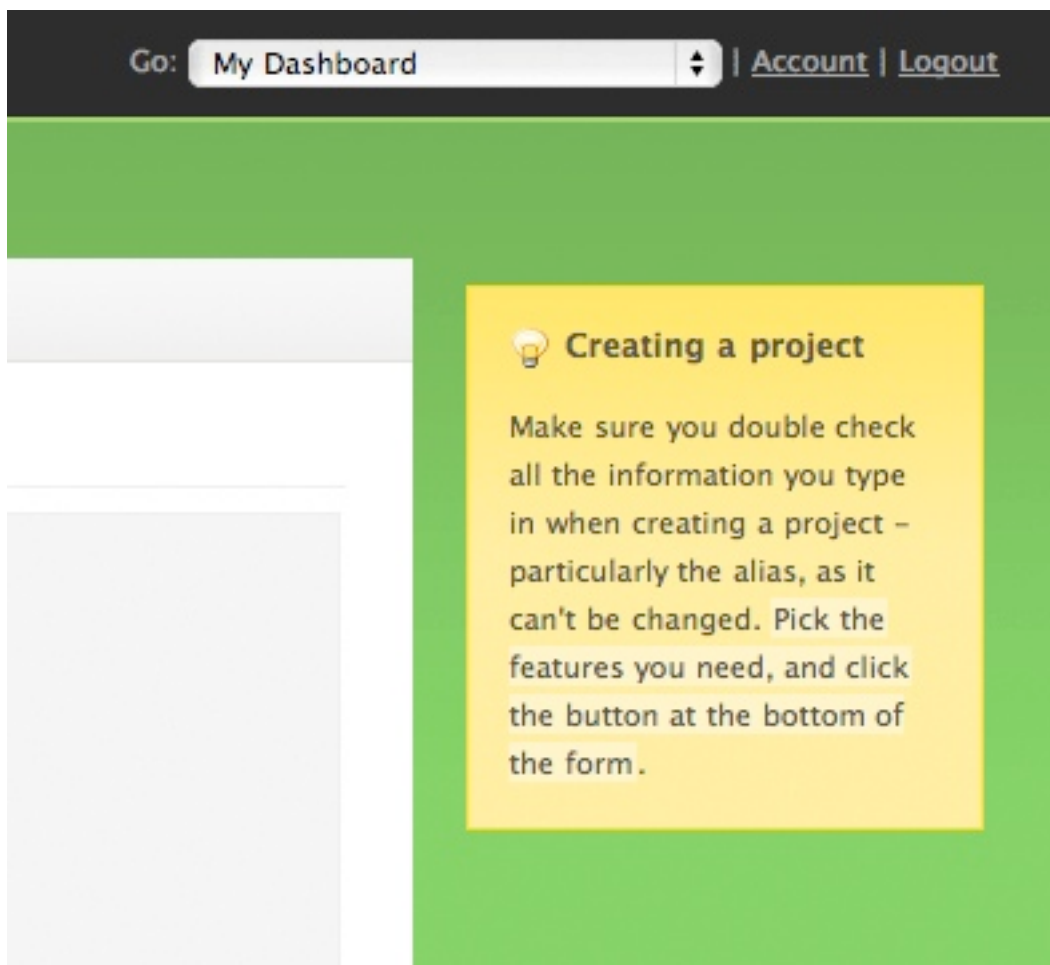 Go: My Dashboard | Account | Logout
Creating a project
Make sure you double check
all the information you type
in when creating a project –
particularly the alias, as it
can't be changed. Pick the
features you need, and click
the button at the bottom of
the form.